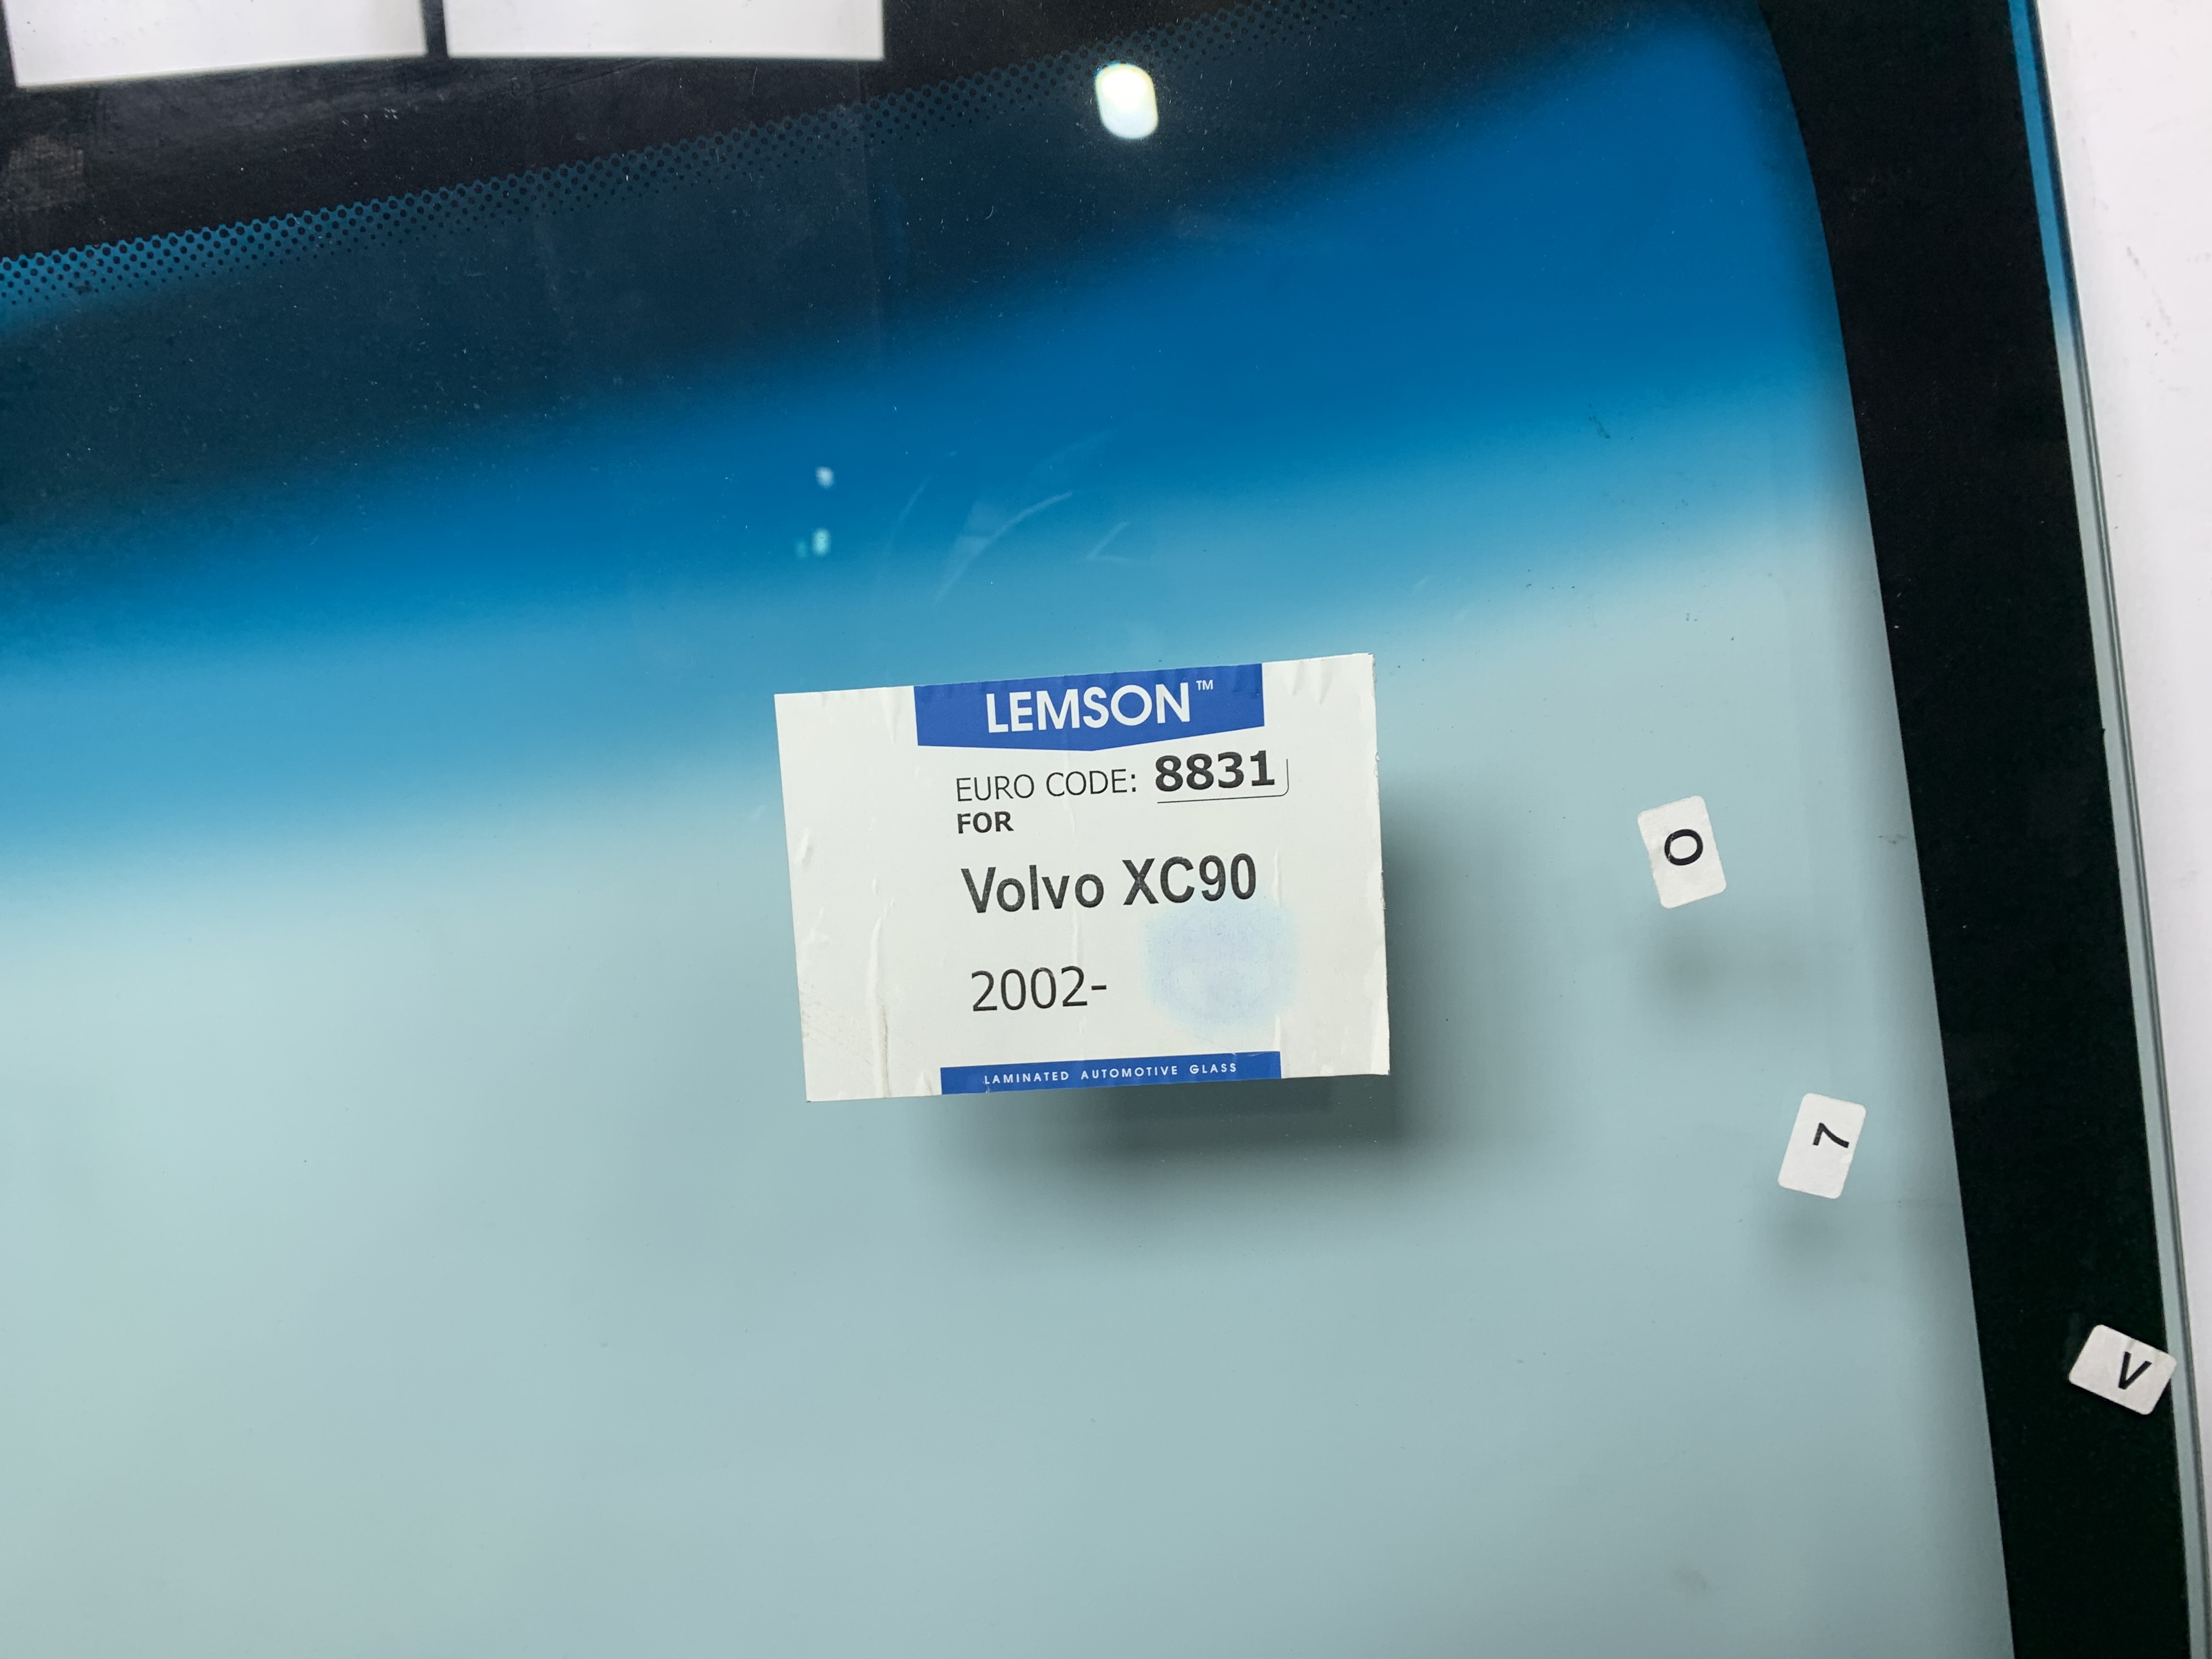 LEMSON™
EURO CODE: 8831
FOR
Volvo XC90
2002-
LAMINATED AUTOMOTIVE GLASS
O
7
V